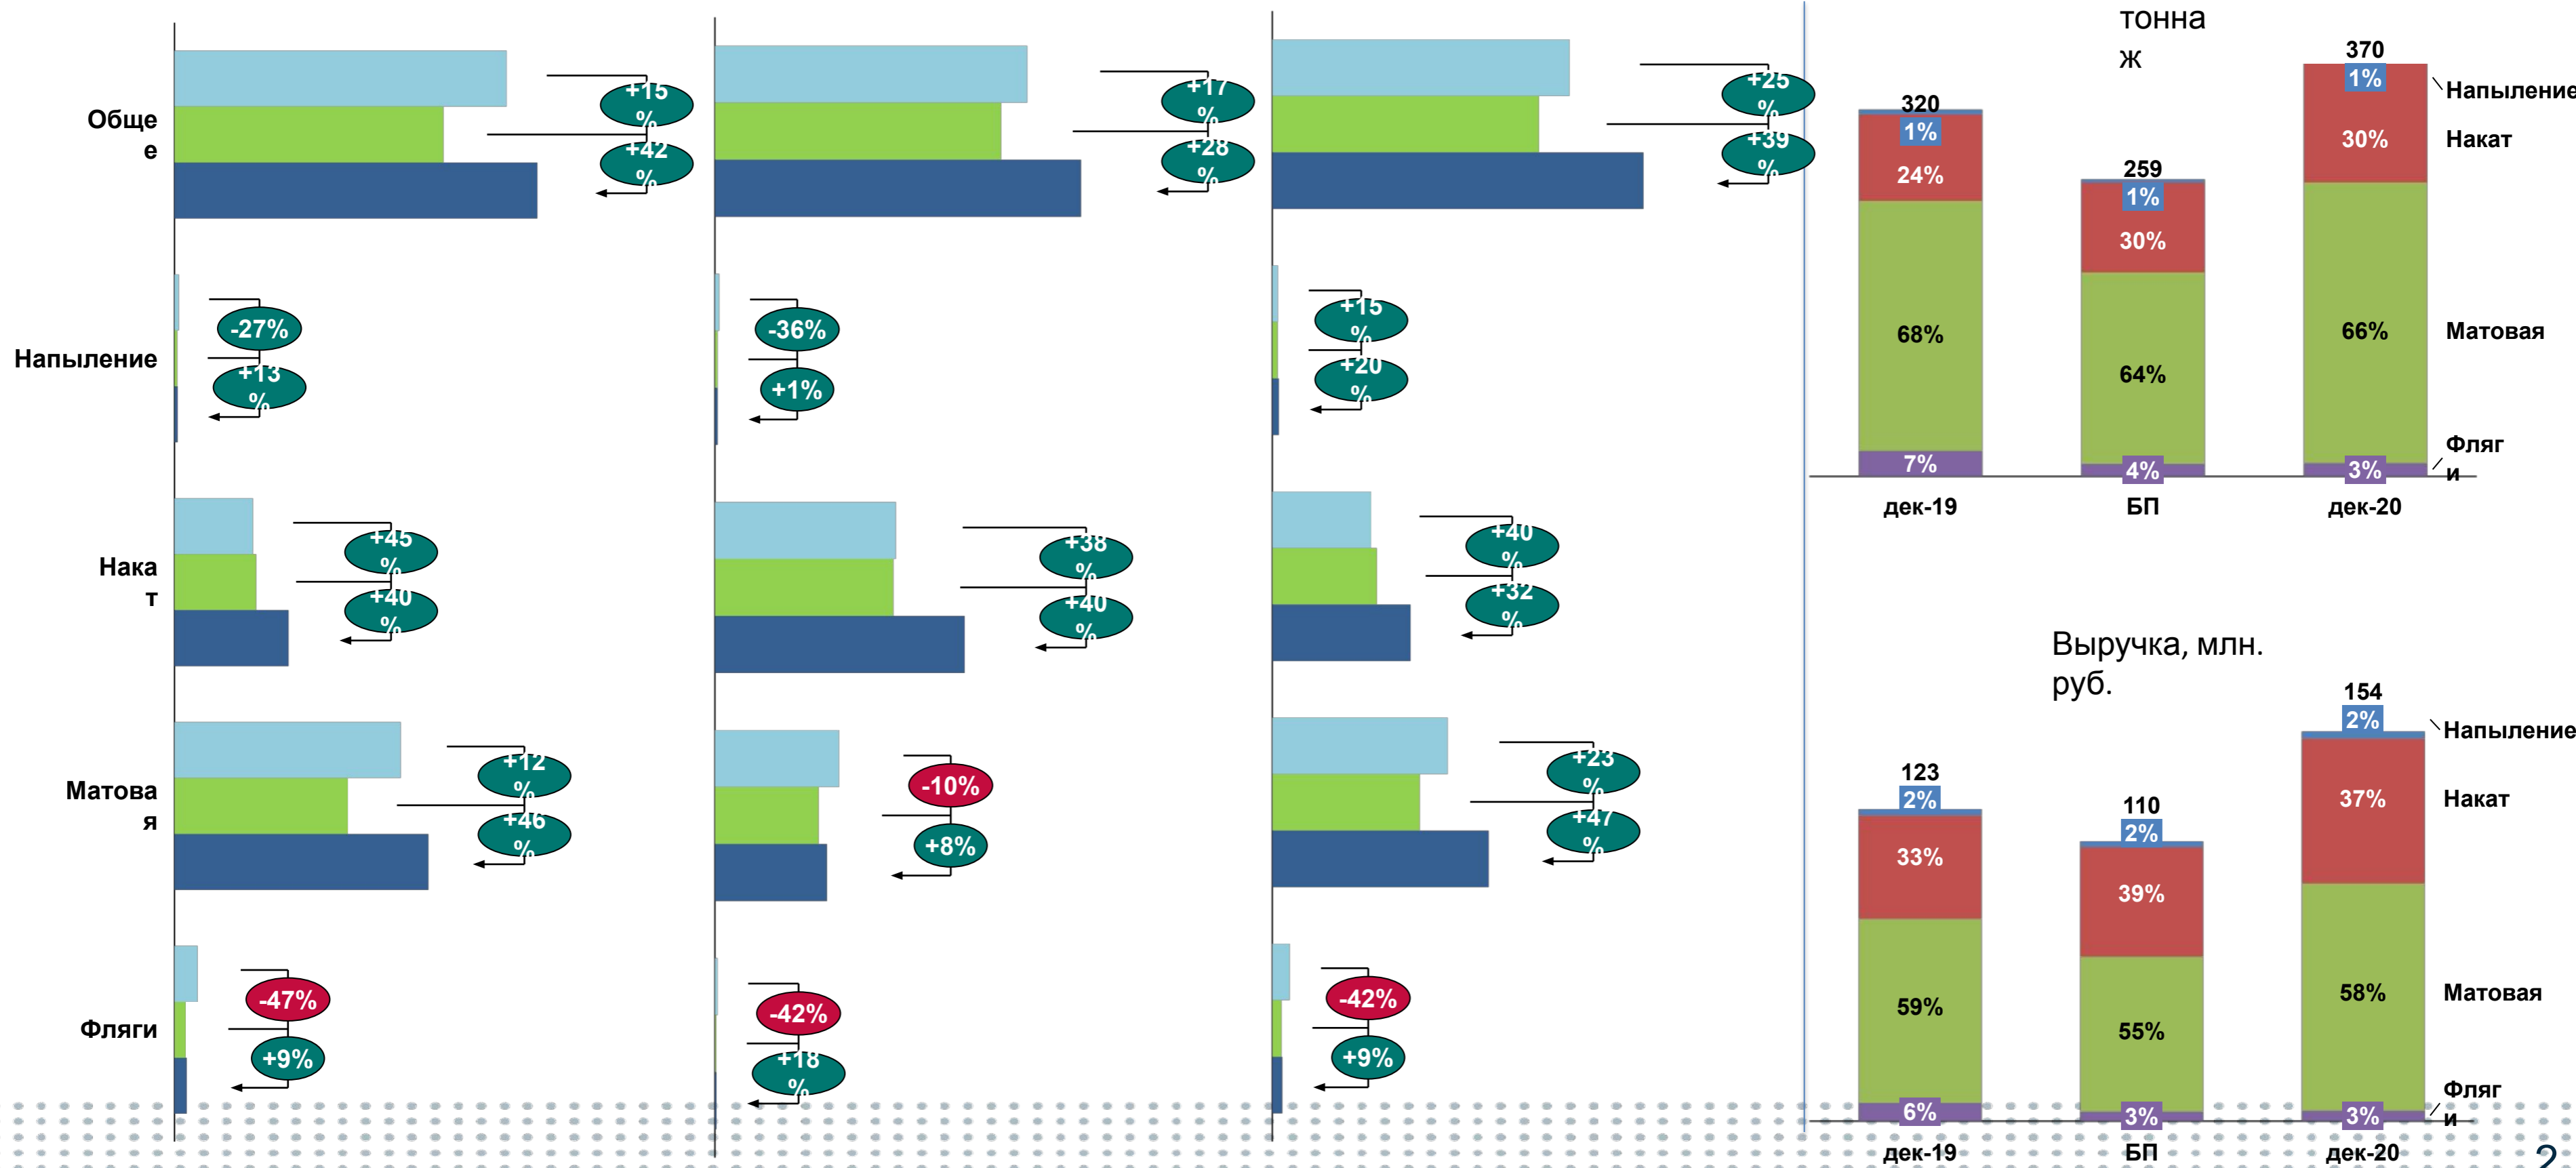 Обще
е
+15
%
+42
%
+17
%
+28
%
+25
%
+39
%
Напыление
-27%
+13
%
-36%
+1%
+15
%
+20
%
Нака
т
+45
%
+40
%
+38
%
+40
%
+40
%
+32
%
Матова
я
+12
%
+46
%
-10%
+8%
+23
%
+47
%
Фляги
-47%
+9%
-42%
+18
%
-42%
+9%
тонна
ж
320
1%
24%
68%
7%
259
1%
30%
64%
4%
370
1%
30%
66%
3%
Напыление
Накат
Матовая
Фляг
и
дек-19
БП
дек-20
Выручка, млн.
руб.
123
2%
33%
59%
6%
110
2%
39%
55%
3%
154
2%
37%
58%
3%
Напыление
Накат
Матовая
Фляг
и
дек-19
БП
дек-20
2